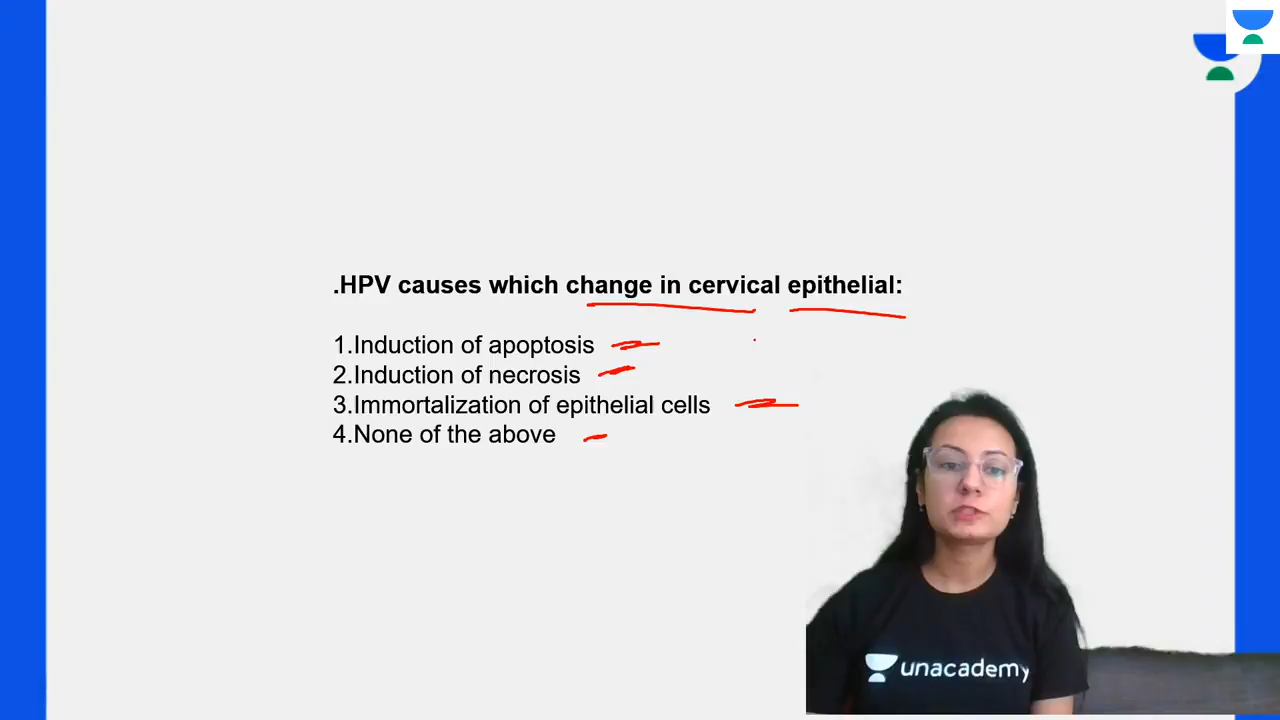 .HPV causes which change in cervical epithelial:
1.Induction of apoptosis
2.Induction of necrosis
3.Immortalization of epithelial cells
4.None of the above
unacademy